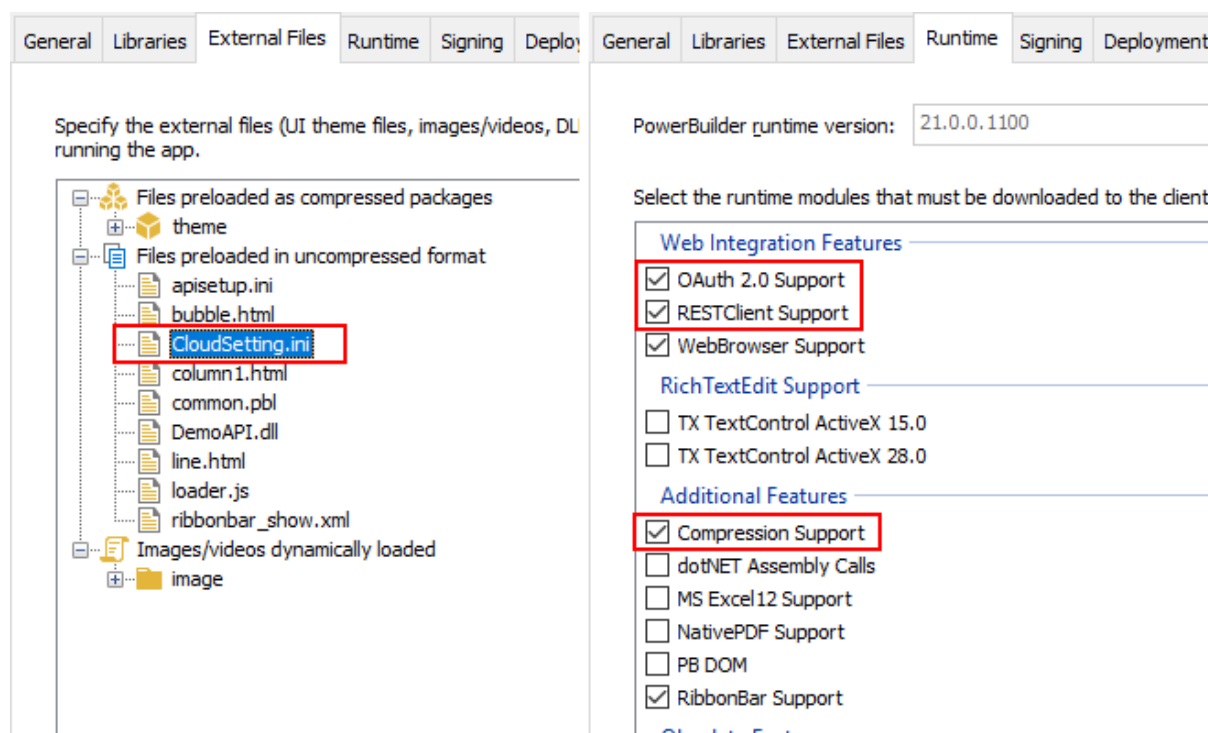 General Libraries External Files Runtime Signing Deploy
Specify the external files (UI theme files, images/videos, DL
running the app.
Files preloaded as compressed packages
theme
Files preloaded in uncompressed format
apisetup.ini
bubble.html
CloudSetting.ini
column1.html
common.pbl
DemoAPI.dll
line.html
loader.js
ribbonbar_show.xml
Images/videos dynamically loaded
image
General Libraries External Files Runtime Signing Deployment
PowerBuilder runtime version: 21.0.0.1100
Select the runtime modules that must be downloaded to the client
Web Integration Features
OAuth 2.0 Support
RESTClient Support
WebBrowser Support
RichTextEdit Support
TX TextControl ActiveX 15.0
TX TextControl ActiveX 28.0
Additional Features
Compression Support
dotNET Assembly Calls
MS Excel12 Support
NativePDF Support
PB DOM
RibbonBar Support